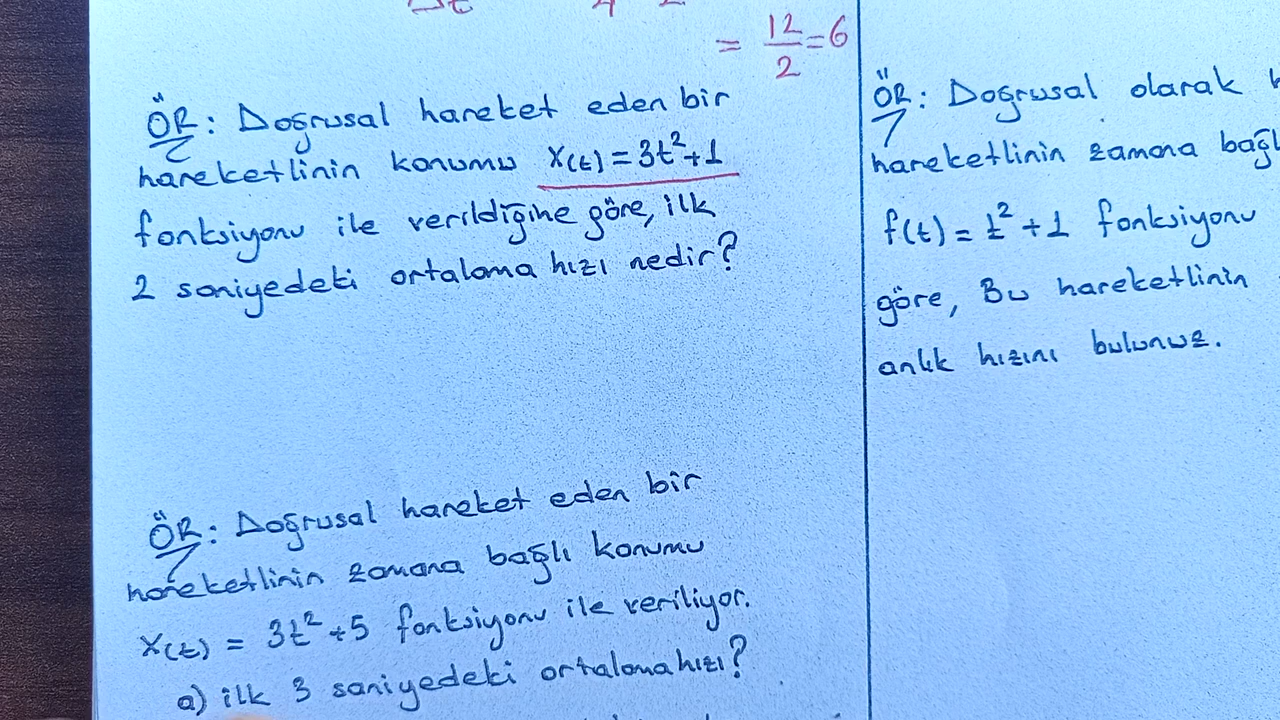 = 12/2 = 6
ÖR: Doğrusal hareket eden bir
hareketlinin konumu x(t) = 3t²+1
fonksiyonu ile verildiğine göre, ilk
2 saniyedeki ortalama hızı nedir?
ÖR: Doğrusal hareket eden bir
hareketlinin zamana bağlı konumu
x(t) = 3t²+5 fonksiyonu ile veriliyor.
a) ilk 3 saniyedeki ortalama hızı?
ÖR: Doğrusal olarak
hareketlinin zamana
f(t) = t²+1 fonksiyonu
göre, Bu hareketlinin
anlık hızını bulunuz.